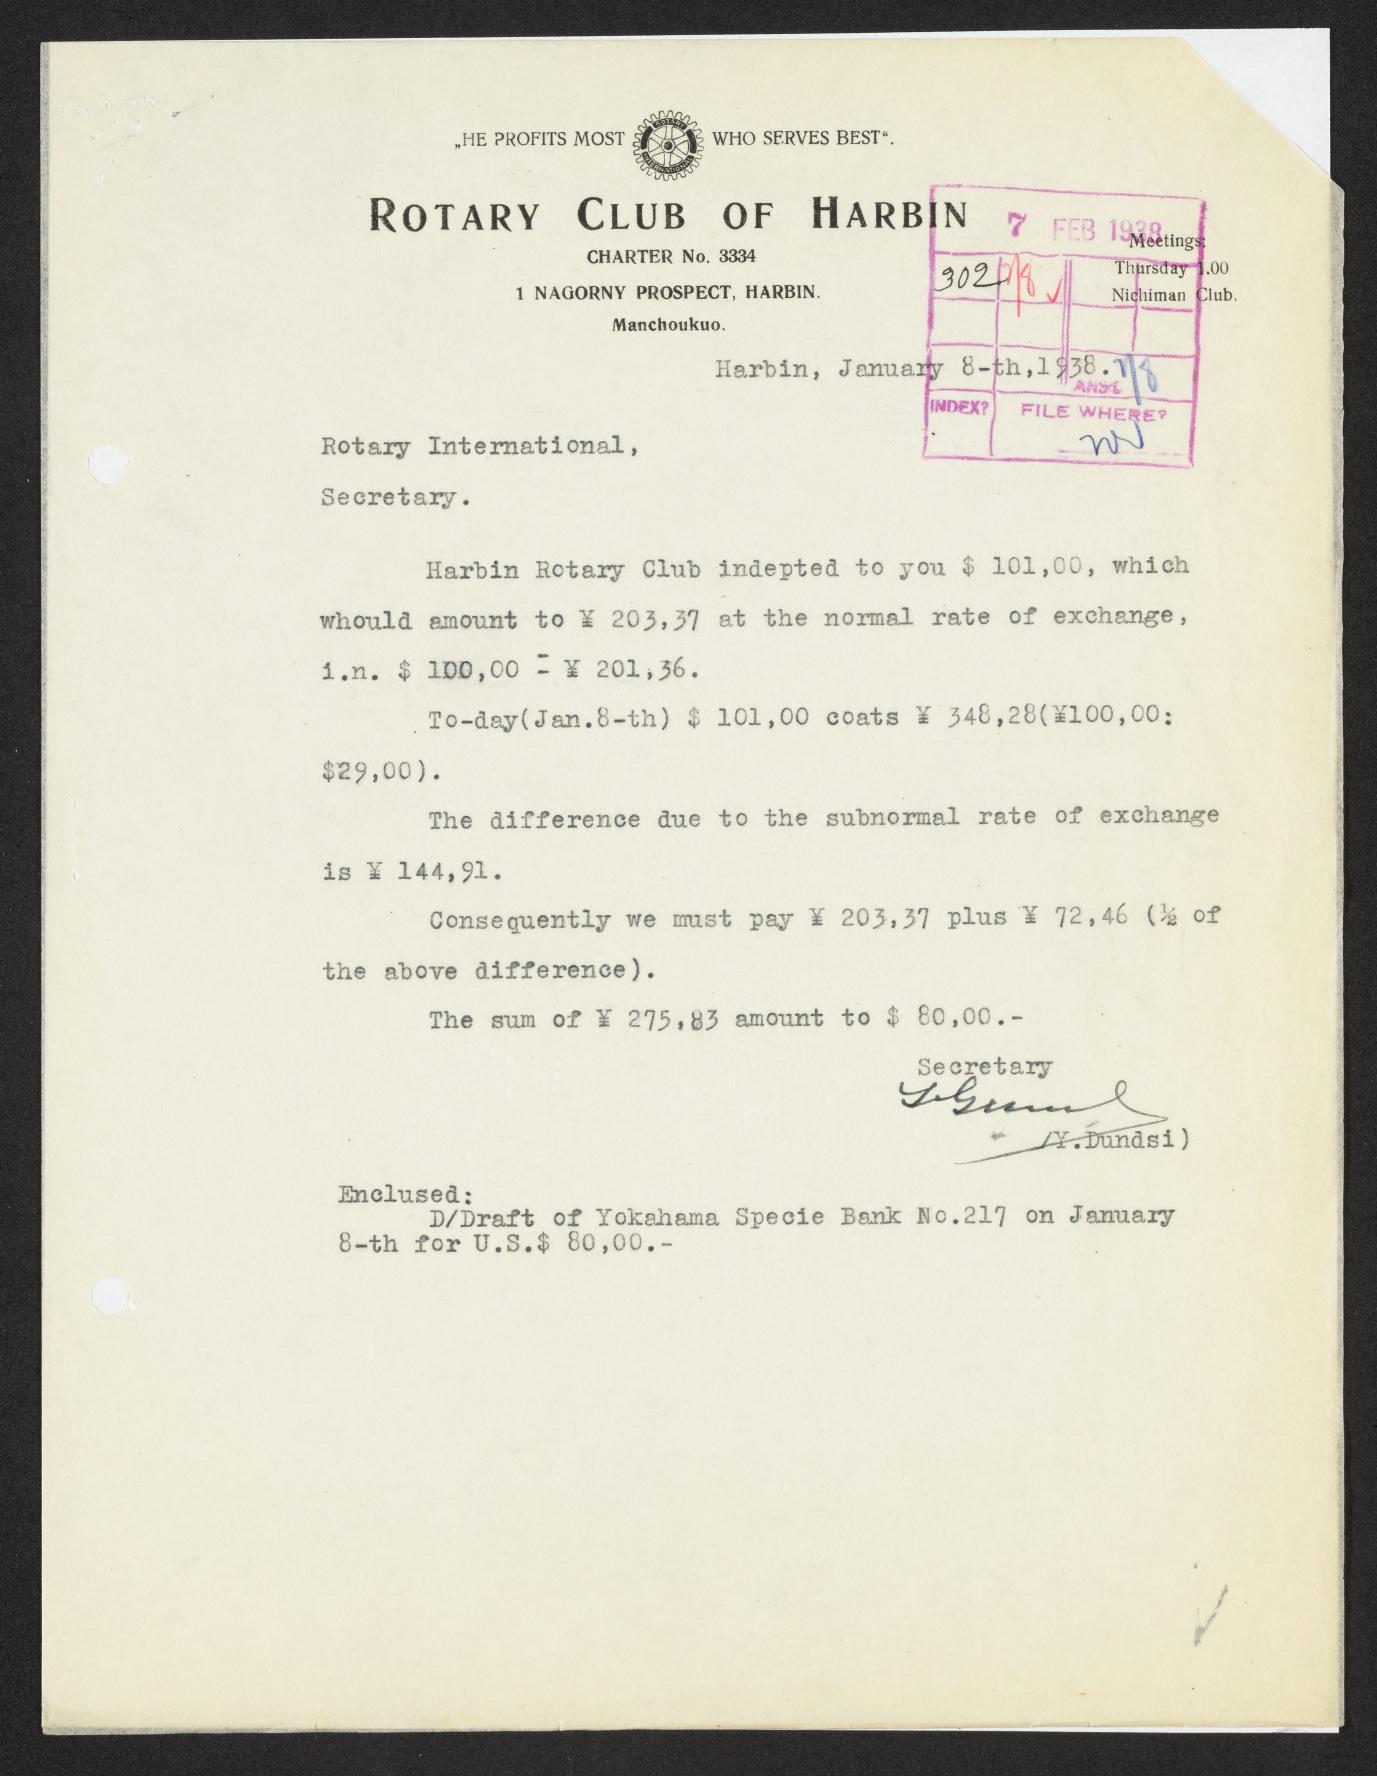 „HE PROFITS MOST WHO SERVES BEST“.
ROTARY INTERNATIONAL
ROTARY CLUB OF HARBIN
CHARTER No. 3334
1 NAGORNY PROSPECT, HARBIN.
Manchoukuo.
7 FEB 1938
Meetings:
Thursday 1.00
Nichiman Club.
302 2/8 ✓
Harbin, January 8-th,1938.
ANS'L
INDEX? FILE WHERE?
Rotary International,
Secretary.
Harbin Rotary Club indepted to you $ 101,00, which
whould amount to ¥ 203,37 at the normal rate of exchange,
i.n. $ 100,00 = ¥ 201,36.
To-day(Jan.8-th) $ 101,00 coats ¥ 348,28(¥100,00:
$29,00).
The difference due to the subnormal rate of exchange
is ¥ 144,91.
Consequently we must pay ¥ 203,37 plus ¥ 72,46 (½ of
the above difference).
The sum of ¥ 275,83 amount to $ 80,00.-
Secretary
(Y.Dundsi)
Enclused:
D/Draft of Yokahama Specie Bank No.217 on January
8-th for U.S.$ 80,00.-